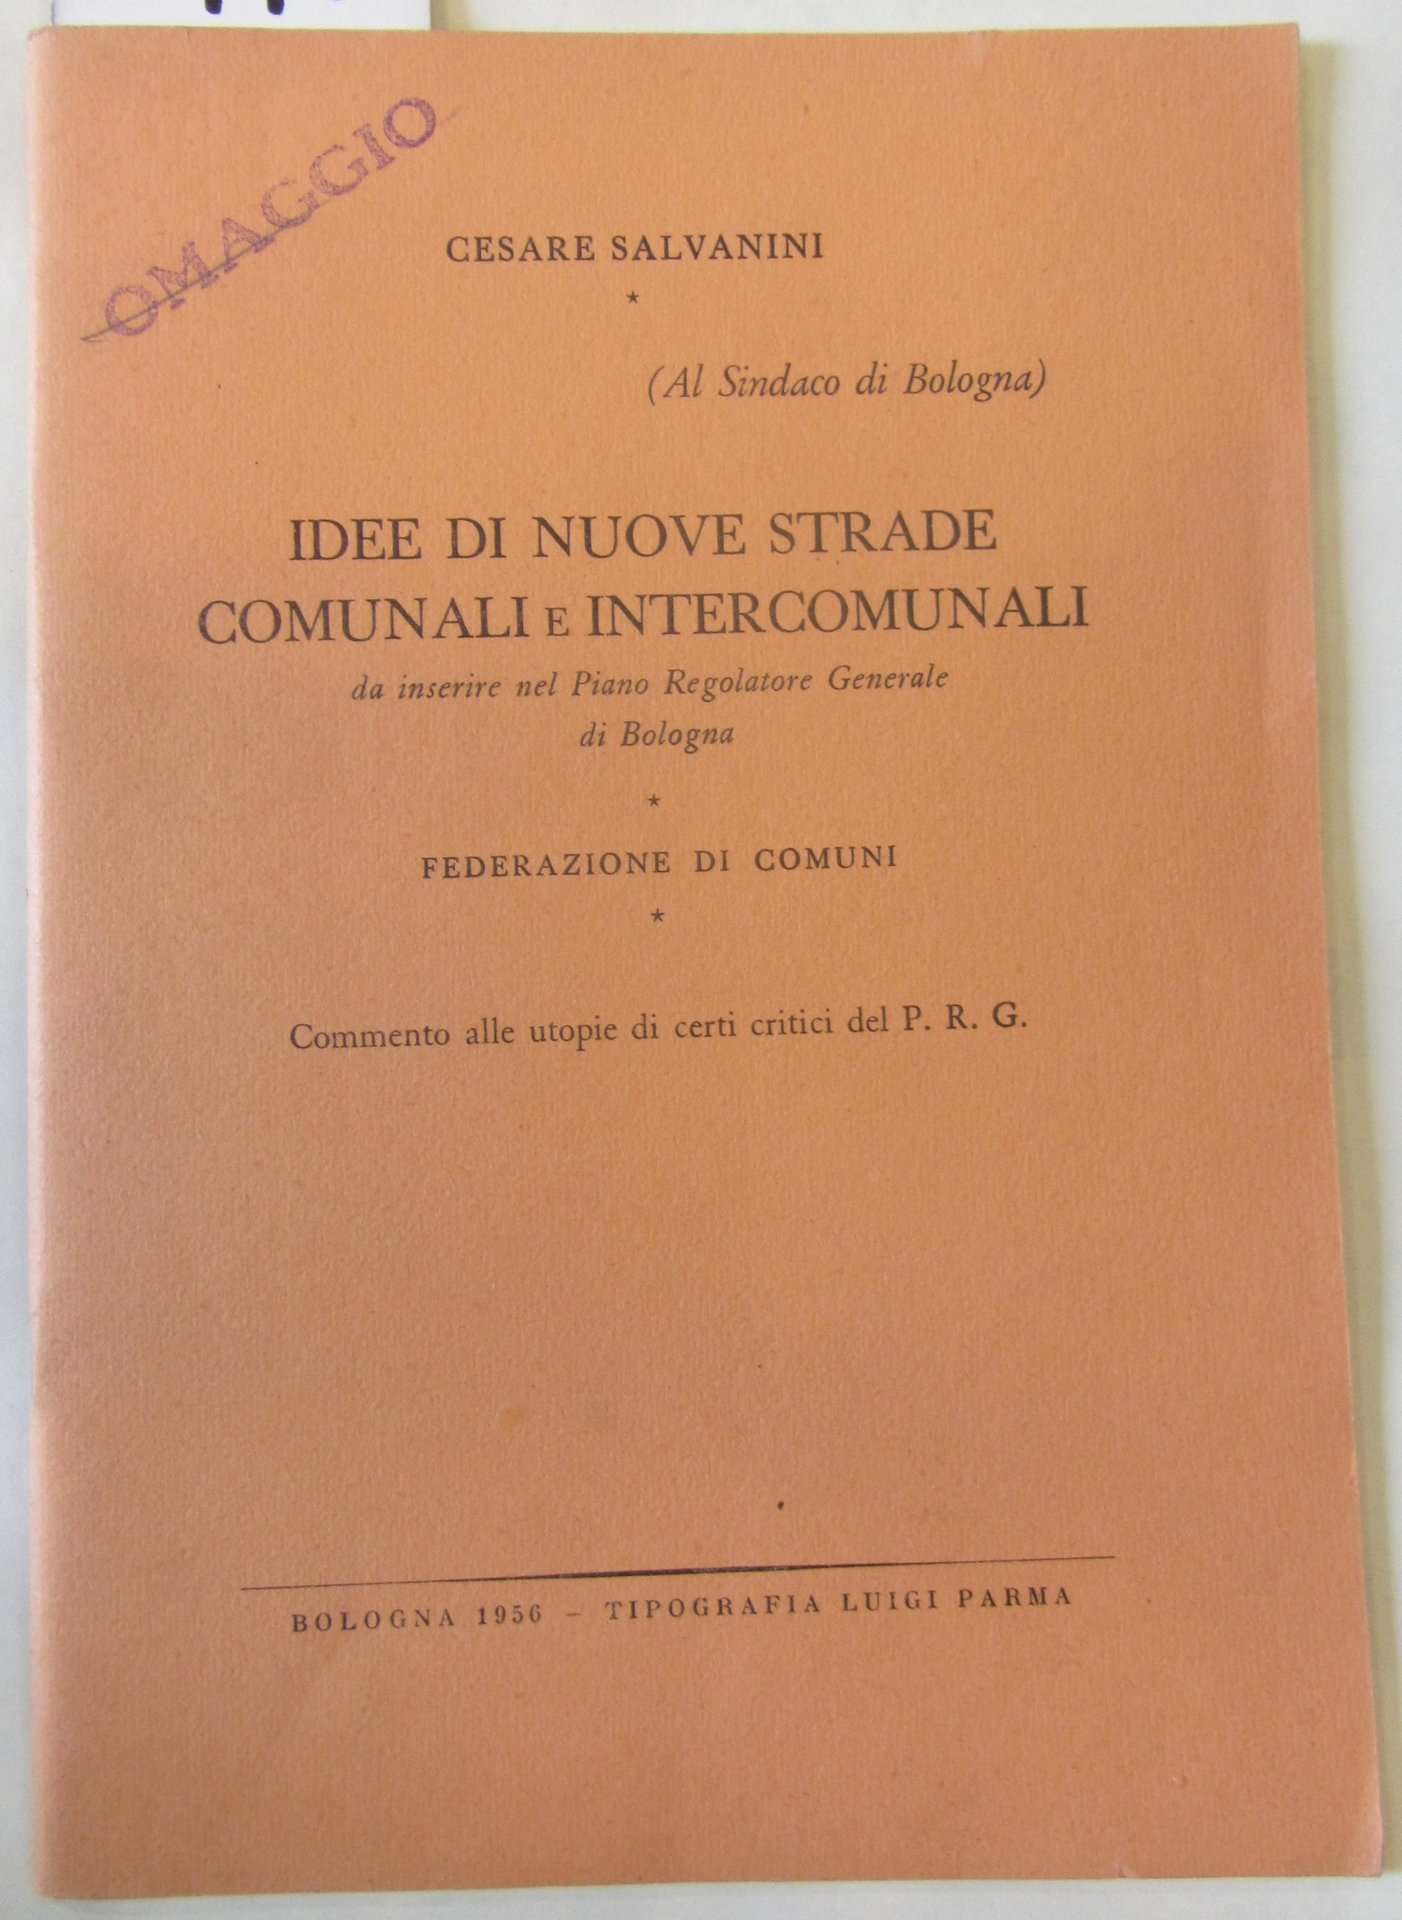 OMAGGIO
CESARE SALVANINI
★
(Al Sindaco di Bologna)
IDEE DI NUOVE STRADE
COMUNALI E INTERCOMUNALI
da inserire nel Piano Regolatore Generale
di Bologna
★
FEDERAZIONE DI COMUNI
★
Commento alle utopie di certi critici del P. R. G.
BOLOGNA 1956 – TIPOGRAFIA LUIGI PARMA